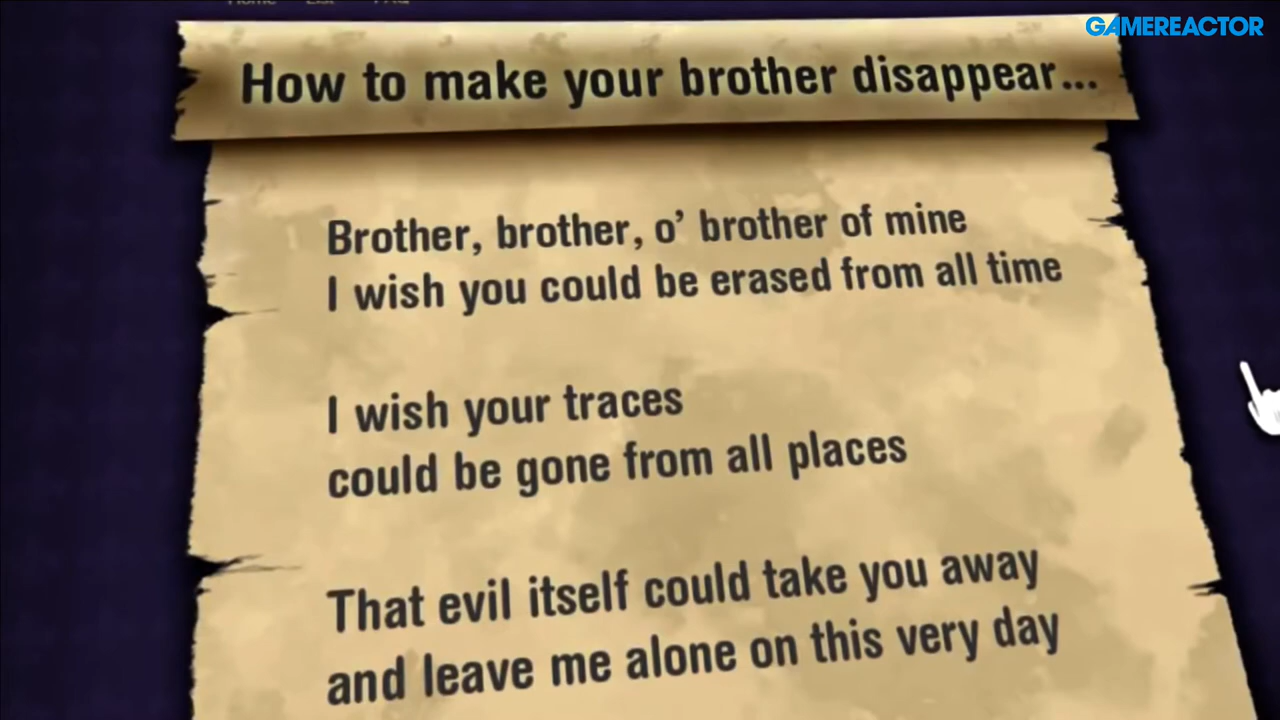 GAMEREACTOR
How to make your brother disappear...
Brother, brother, o’ brother of mine
I wish you could be erased from all time
I wish your traces
could be gone from all places
That evil itself could take you away
and leave me alone on this very day